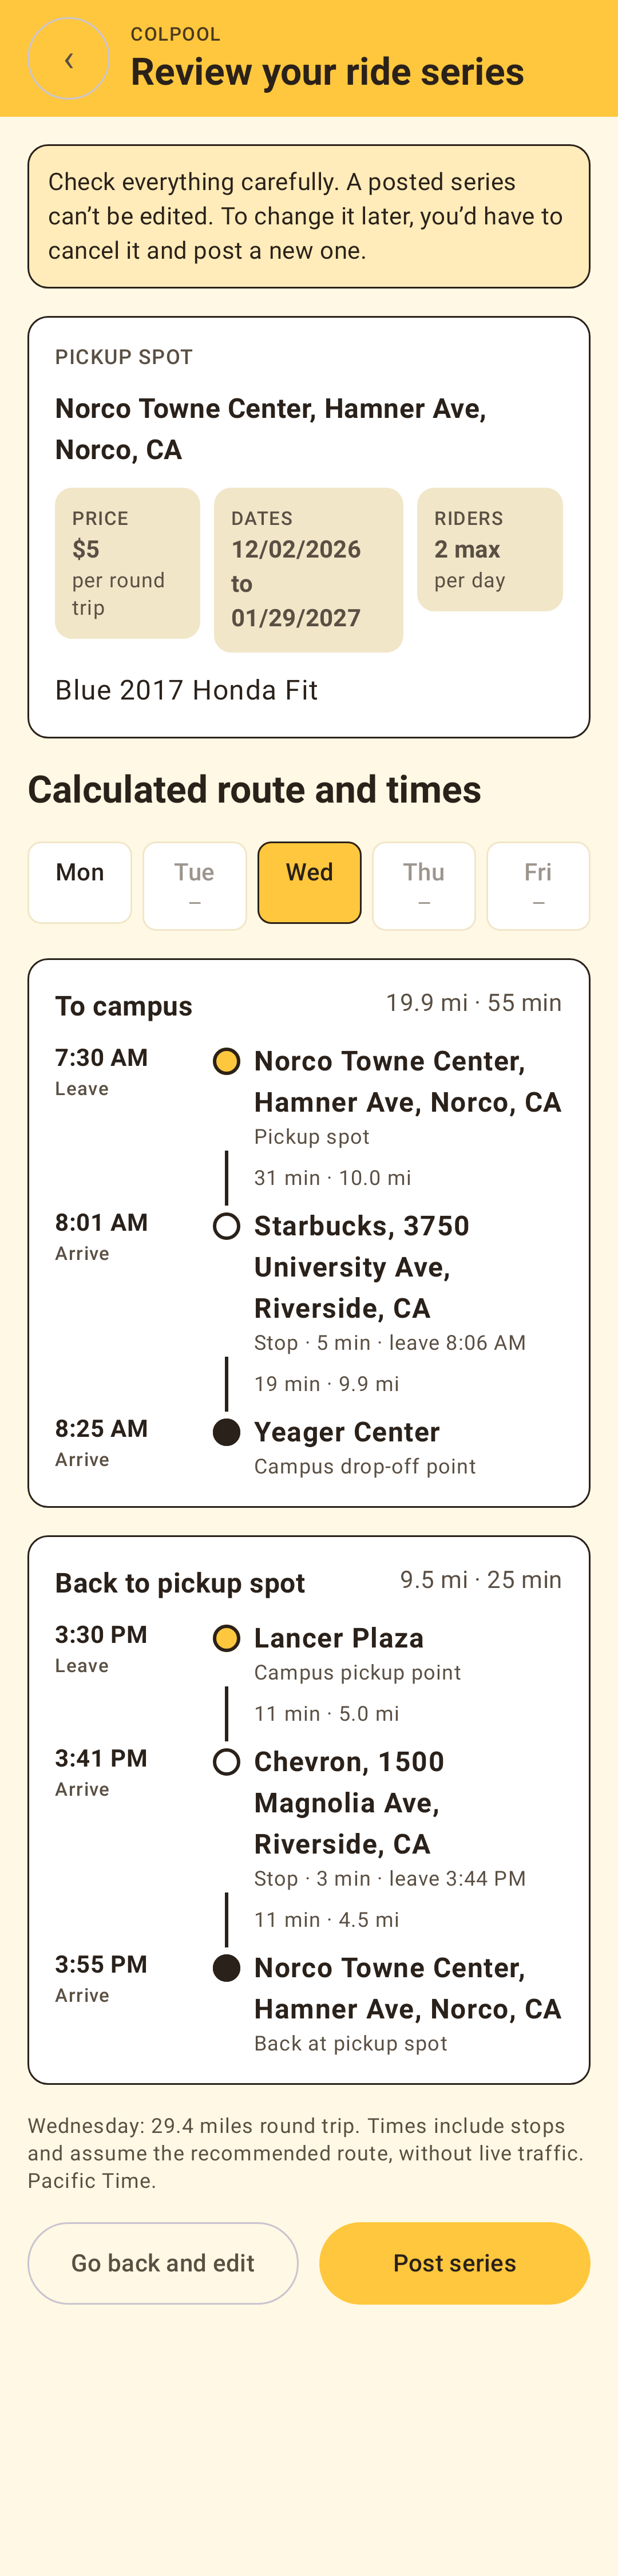 ‹
COLPOOL
Review your ride series
Check everything carefully. A posted series
can’t be edited. To change it later, you’d have to
cancel it and post a new one.
PICKUP SPOT
Norco Towne Center, Hamner Ave,
Norco, CA
PRICE
$5
per round
trip
DATES
12/02/2026
to
01/29/2027
RIDERS
2 max
per day
Blue 2017 Honda Fit
Calculated route and times
Mon
Tue
–
Wed
Thu
–
Fri
–
To campus
19.9 mi · 55 min
7:30 AM
Leave
Norco Towne Center,
Hamner Ave, Norco, CA
Pickup spot
31 min · 10.0 mi
8:01 AM
Arrive
Starbucks, 3750
University Ave,
Riverside, CA
Stop · 5 min · leave 8:06 AM
19 min · 9.9 mi
8:25 AM
Arrive
Yeager Center
Campus drop-off point
Back to pickup spot
9.5 mi · 25 min
3:30 PM
Leave
Lancer Plaza
Campus pickup point
11 min · 5.0 mi
3:41 PM
Arrive
Chevron, 1500
Magnolia Ave,
Riverside, CA
Stop · 3 min · leave 3:44 PM
11 min · 4.5 mi
3:55 PM
Arrive
Norco Towne Center,
Hamner Ave, Norco, CA
Back at pickup spot
Wednesday: 29.4 miles round trip. Times include stops
and assume the recommended route, without live traffic.
Pacific Time.
Go back and edit
Post series